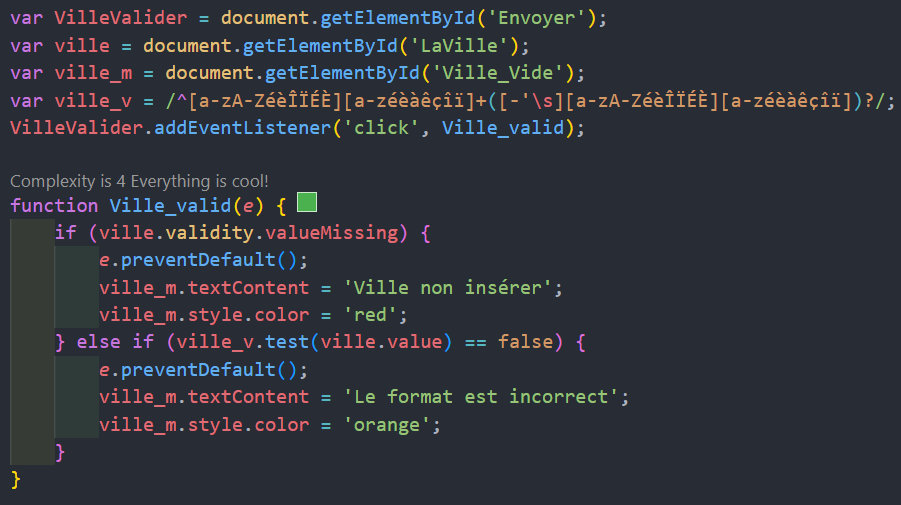 var VilleValider = document.getElementById('Envoyer');
var ville = document.getElementById('LaVille');
var ville_m = document.getElementById('Ville_Vide');
var ville_v = /^[a-zA-ZéèÎÏÉÈ][a-zéèàêçîï]+([-'\s][a-zA-ZéèÎÏÉÈ][a-zéèàêçîï])?/;
VilleValider.addEventListener('click', Ville_valid);
Complexity is 4 Everything is cool!
function Ville_valid(e) {
    if (ville.validity.valueMissing) {
        e.preventDefault();
        ville_m.textContent = 'Ville non insérer';
        ville_m.style.color = 'red';
    } else if (ville_v.test(ville.value) == false) {
        e.preventDefault();
        ville_m.textContent = 'Le format est incorrect';
        ville_m.style.color = 'orange';
    }
}